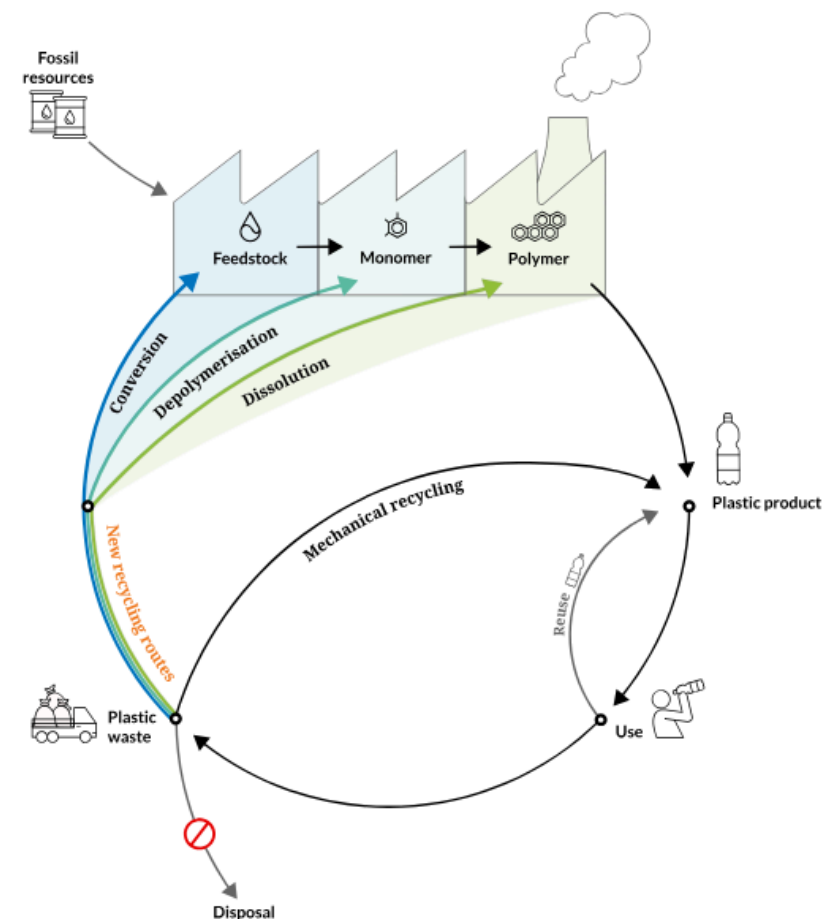 Fossil
resources
Feedstock
Monomer
Polymer
Conversion
Depolymerisation
Dissolution
Mechanical recycling
Plastic product
New recycling routes
Reuse
Plastic
waste
Use
Disposal